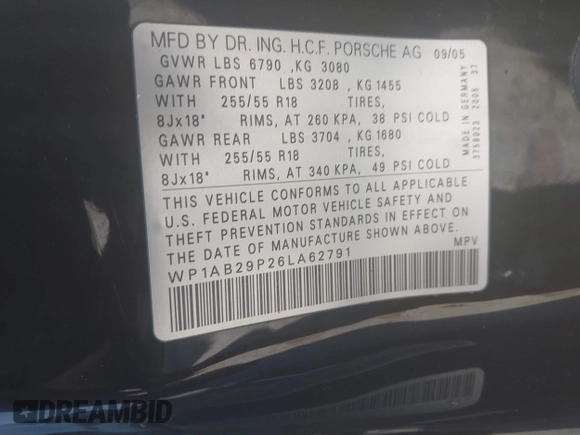 MFD BY DR. ING. H.C.F. PORSCHE AG 09/05
GVWR LBS 6790 ,KG 3080
GAWR FRONT LBS 3208 ,KG 1455
WITH 255/55 R18 TIRES,
8Jx18" RIMS, AT 260 KPA, 38 PSI COLD
GAWR REAR LBS 3704 ,KG 1680
WITH 255/55 R18 TIRES,
8Jx18" RIMS, AT 340 KPA, 49 PSI COLD
THIS VEHICLE CONFORMS TO ALL APPLICABLE
U.S. FEDERAL MOTOR VEHICLE SAFETY AND
THEFT PREVENTION STANDARDS IN EFFECT ON
THE DATE OF MANUFACTURE SHOWN ABOVE.
WP1AB29P26LA62791 MPV
MADE IN GERMANY
3758023 2005 37
DREAMBID